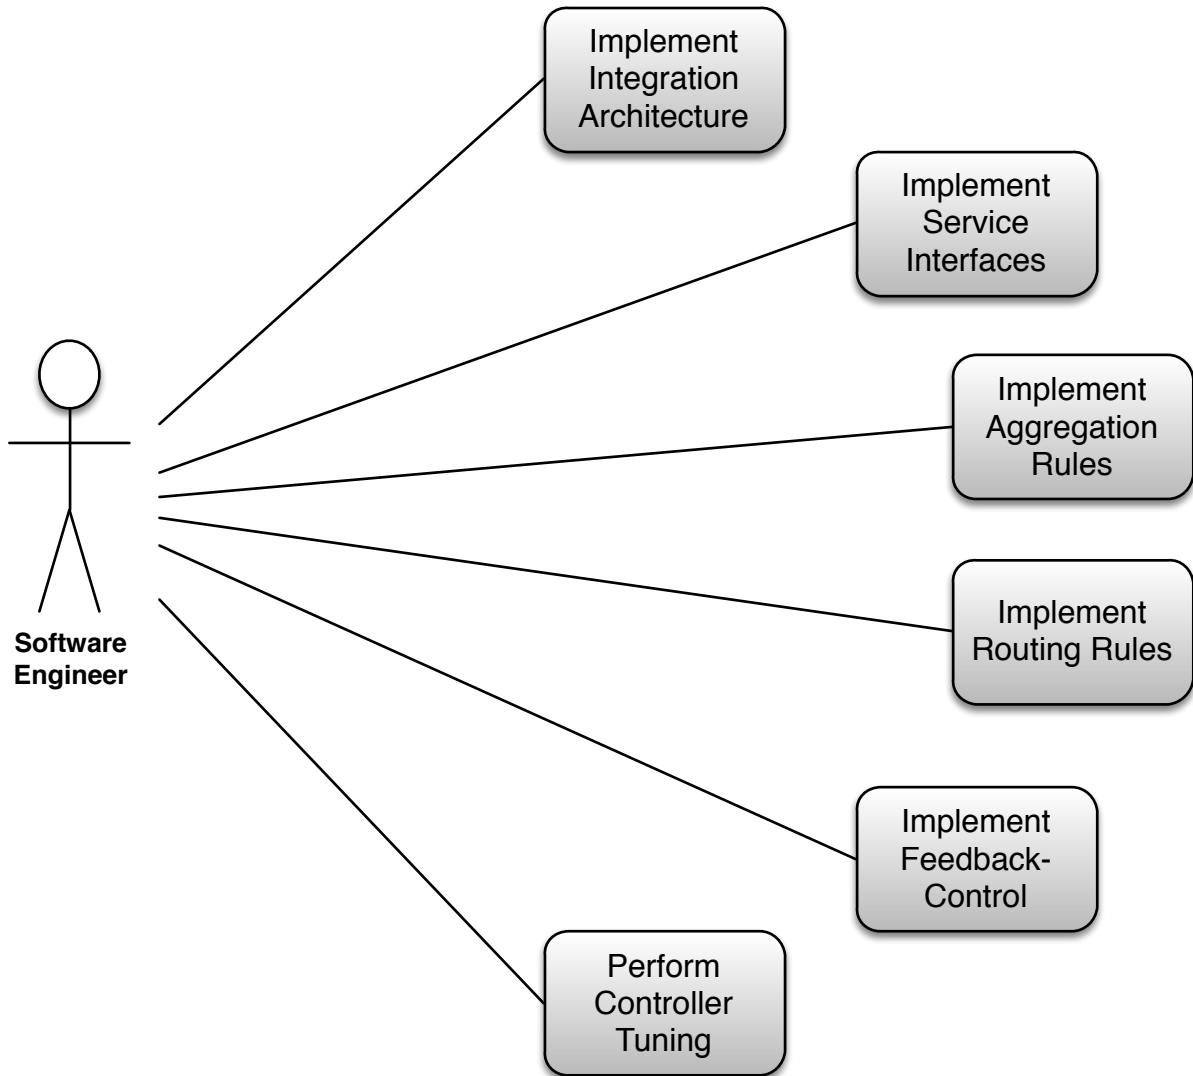 Implement
Integration
Architecture
Implement
Service
Interfaces
Implement
Aggregation
Rules
Software
Engineer
Implement
Routing Rules
Implement
Feedback-
Control
Perform
Controller
Tuning